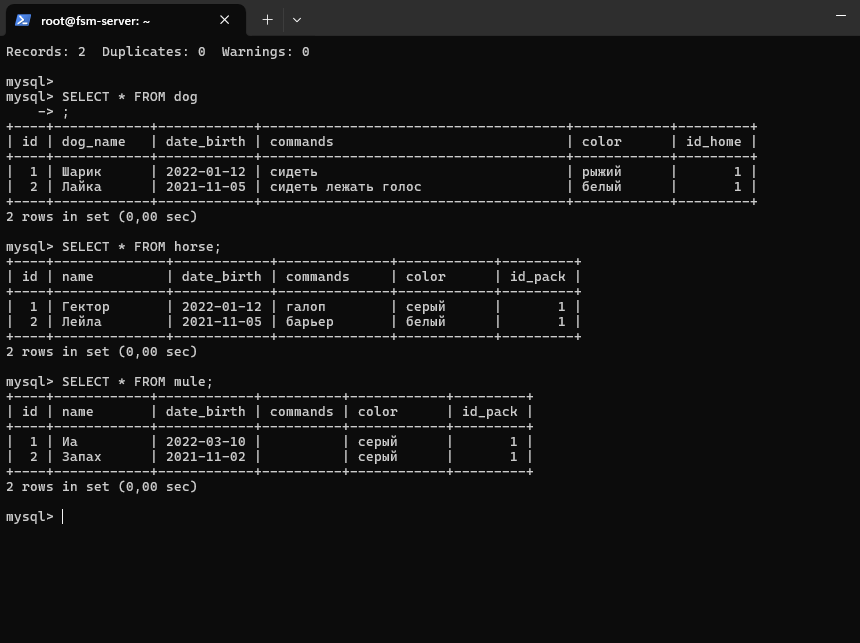 root@fsm-server: ~
Records: 2  Duplicates: 0  Warnings: 0
mysql>
mysql> SELECT * FROM dog
    -> ;
+----+------------+------------+--------------------------------------+------------+---------+
| id | dog_name   | date_birth | commands                             | color      | id_home |
+----+------------+------------+--------------------------------------+------------+---------+
|  1 | Шарик      | 2022-01-12 | сидеть                               | рыжий      |       1 |
|  2 | Лайка      | 2021-11-05 | сидеть лежать голос                  | белый      |       1 |
+----+------------+------------+--------------------------------------+------------+---------+
2 rows in set (0,00 sec)
mysql> SELECT * FROM horse;
+----+--------------+------------+--------------+------------+---------+
| id | name         | date_birth | commands     | color      | id_pack |
+----+--------------+------------+--------------+------------+---------+
|  1 | Гектор       | 2022-01-12 | галоп        | серый      |       1 |
|  2 | Лейла        | 2021-11-05 | барьер       | белый      |       1 |
+----+--------------+------------+--------------+------------+---------+
2 rows in set (0,00 sec)
mysql> SELECT * FROM mule;
+----+------------+------------+----------+------------+---------+
| id | name       | date_birth | commands | color      | id_pack |
+----+------------+------------+----------+------------+---------+
|  1 | Иа         | 2022-03-10 |          | серый      |       1 |
|  2 | Запах      | 2021-11-02 |          | серый      |       1 |
+----+------------+------------+----------+------------+---------+
2 rows in set (0,00 sec)
mysql>